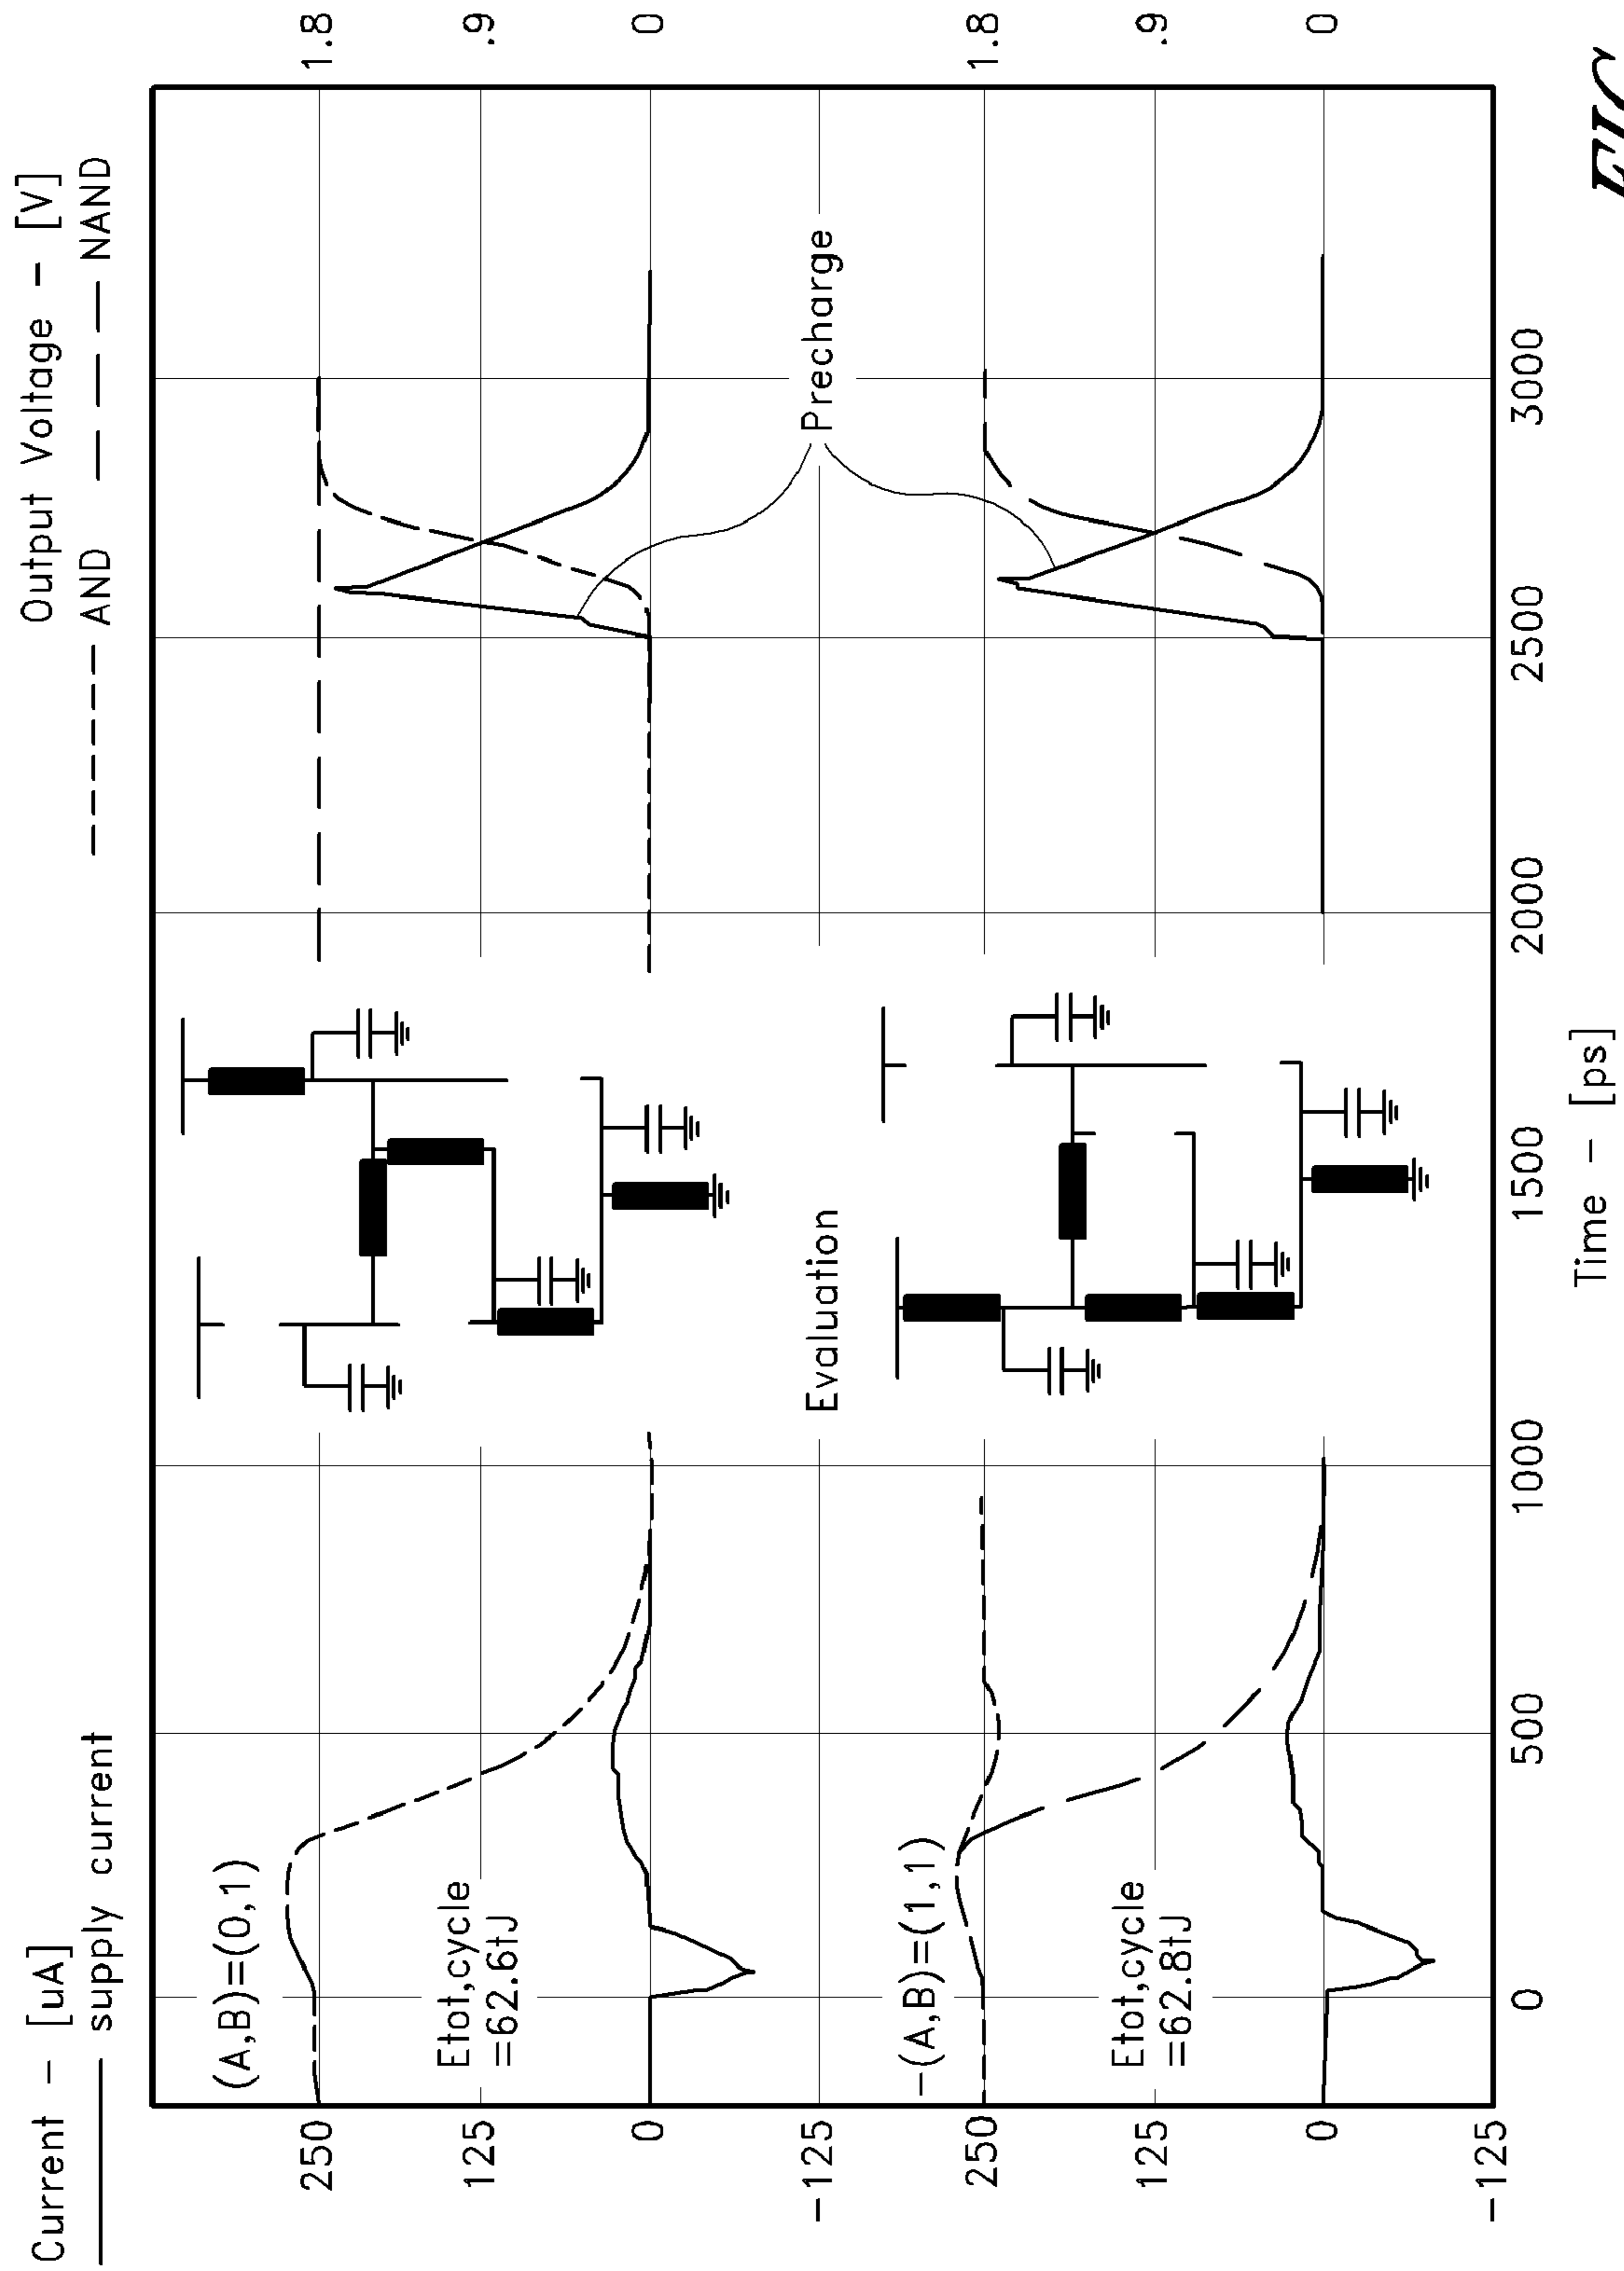 Current – [uA]
supply current
Output Voltage – [V]
AND
NAND
250
125
0
-125
250
125
0
-125
1.8
.9
0
1.8
.9
0
(A,B)=(0,1)
Etot,cycle
=62.6fJ
Evaluation
Precharge
-(A,B)=(1,1)
Etot,cycle
=62.8fJ
0
500
1000
1500
2000
2500
3000
Time – [ps]